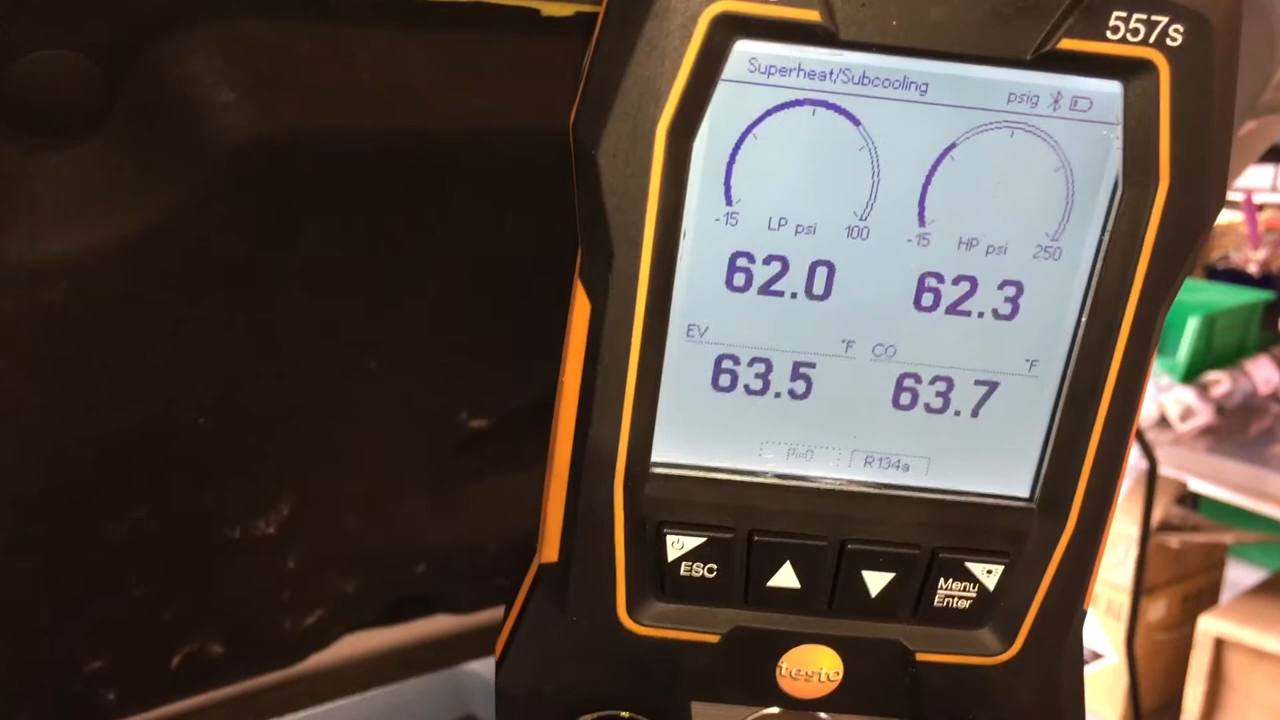 557s
Superheat/Subcooling
psig
-15 LP psi 100
-15 HP psi 250
62.0 62.3
EV °F CO °F
63.5 63.7
P=0 R134a
ESC
Menu
Enter
testo